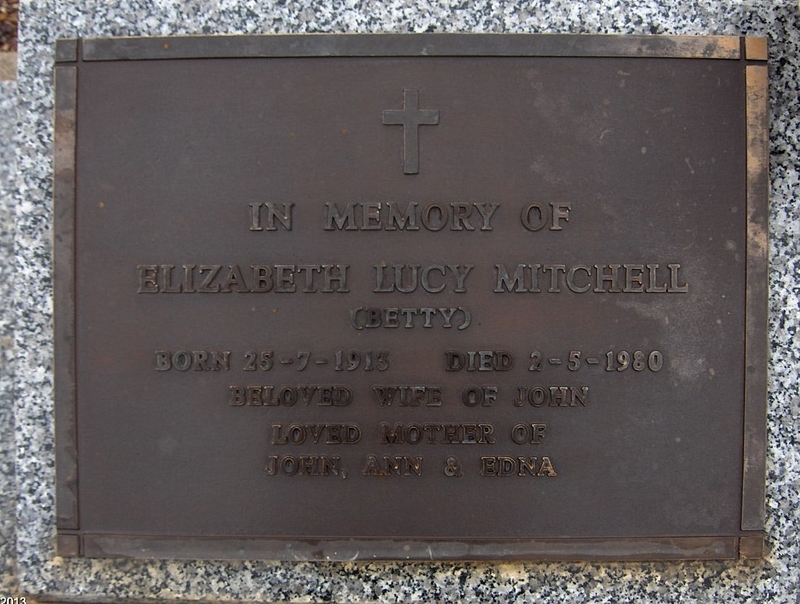 IN MEMORY OF
ELIZABETH LUCY MITCHELL
(BETTY)
BORN 25-7-1913 DIED 2-5-1980
BELOVED WIFE OF JOHN
LOVED MOTHER OF
JOHN, ANN & EDNA
2013